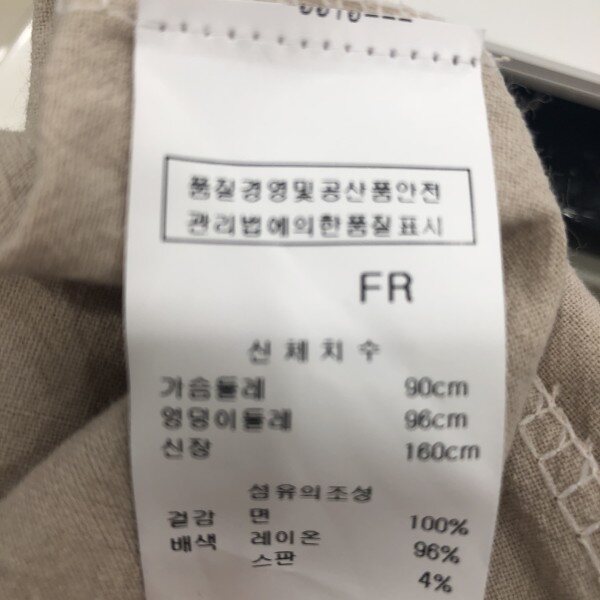 품질경영및공산품안전
관리법에의한품질표시
FR
신체치수
가슴둘레 90cm
엉덩이둘레 96cm
신장 160cm
섬유의조성
겉감 면 100%
배색 레이온 96%
스판 4%